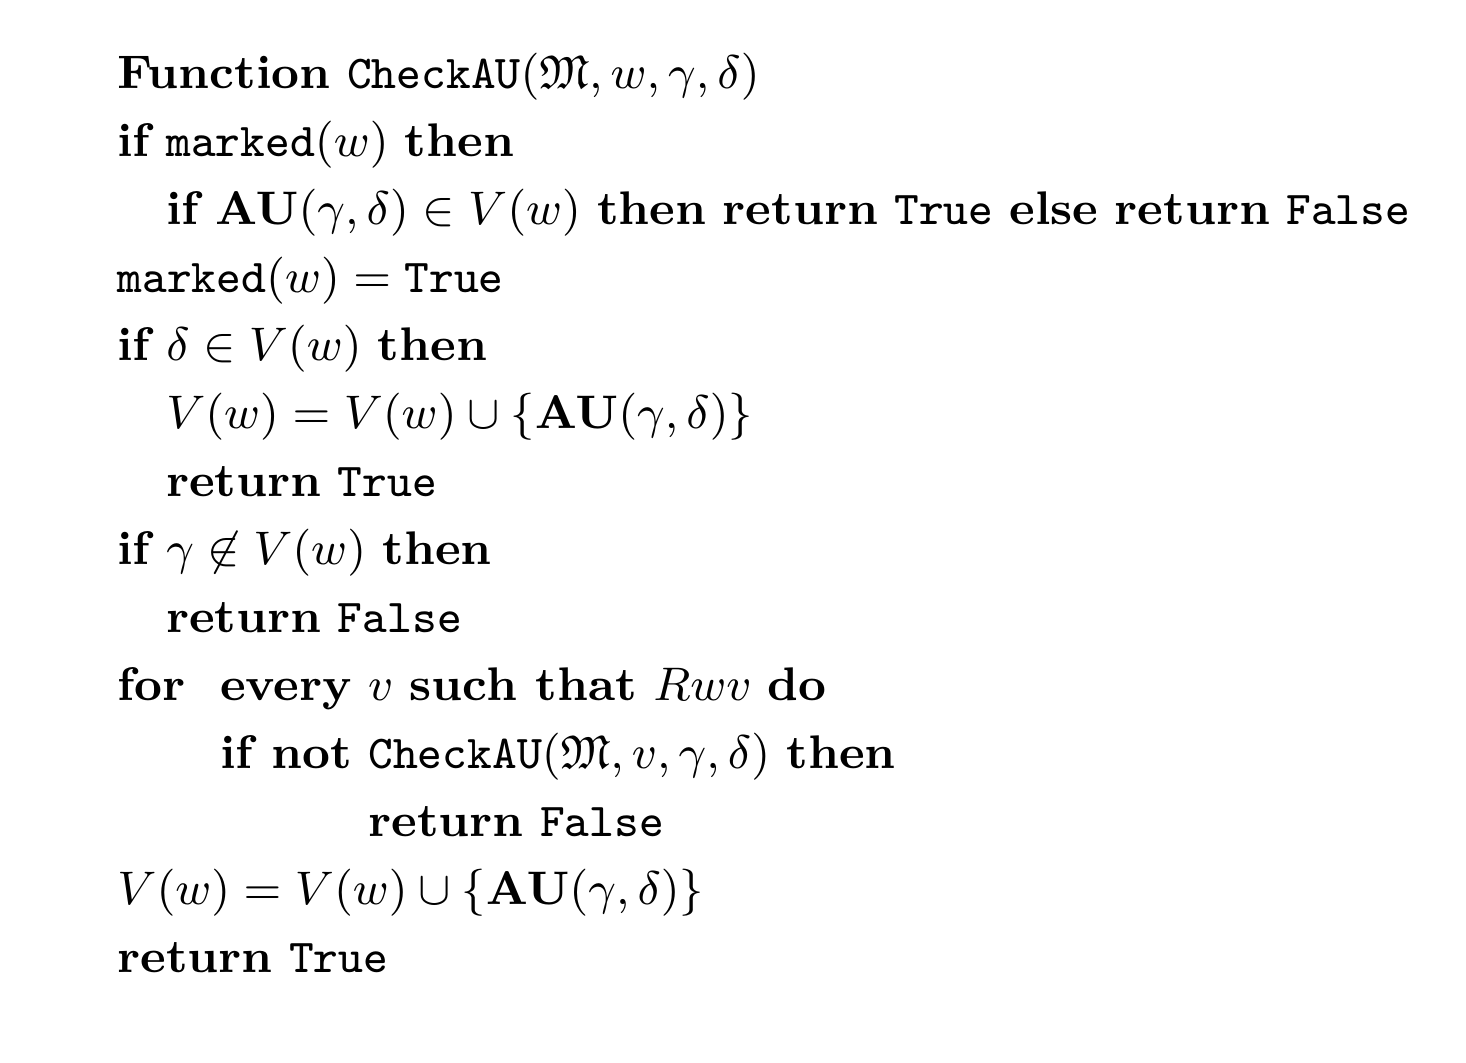 Function CheckAU(𝔐, w, γ, δ)
if marked(w) then
if AU(γ, δ) ∈ V(w) then return True else return False
marked(w) = True
if δ ∈ V(w) then
V(w) = V(w) ∪ {AU(γ, δ)}
return True
if γ ∉ V(w) then
return False
for every v such that Rwv do
if not CheckAU(𝔐, v, γ, δ) then
return False
V(w) = V(w) ∪ {AU(γ, δ)}
return True